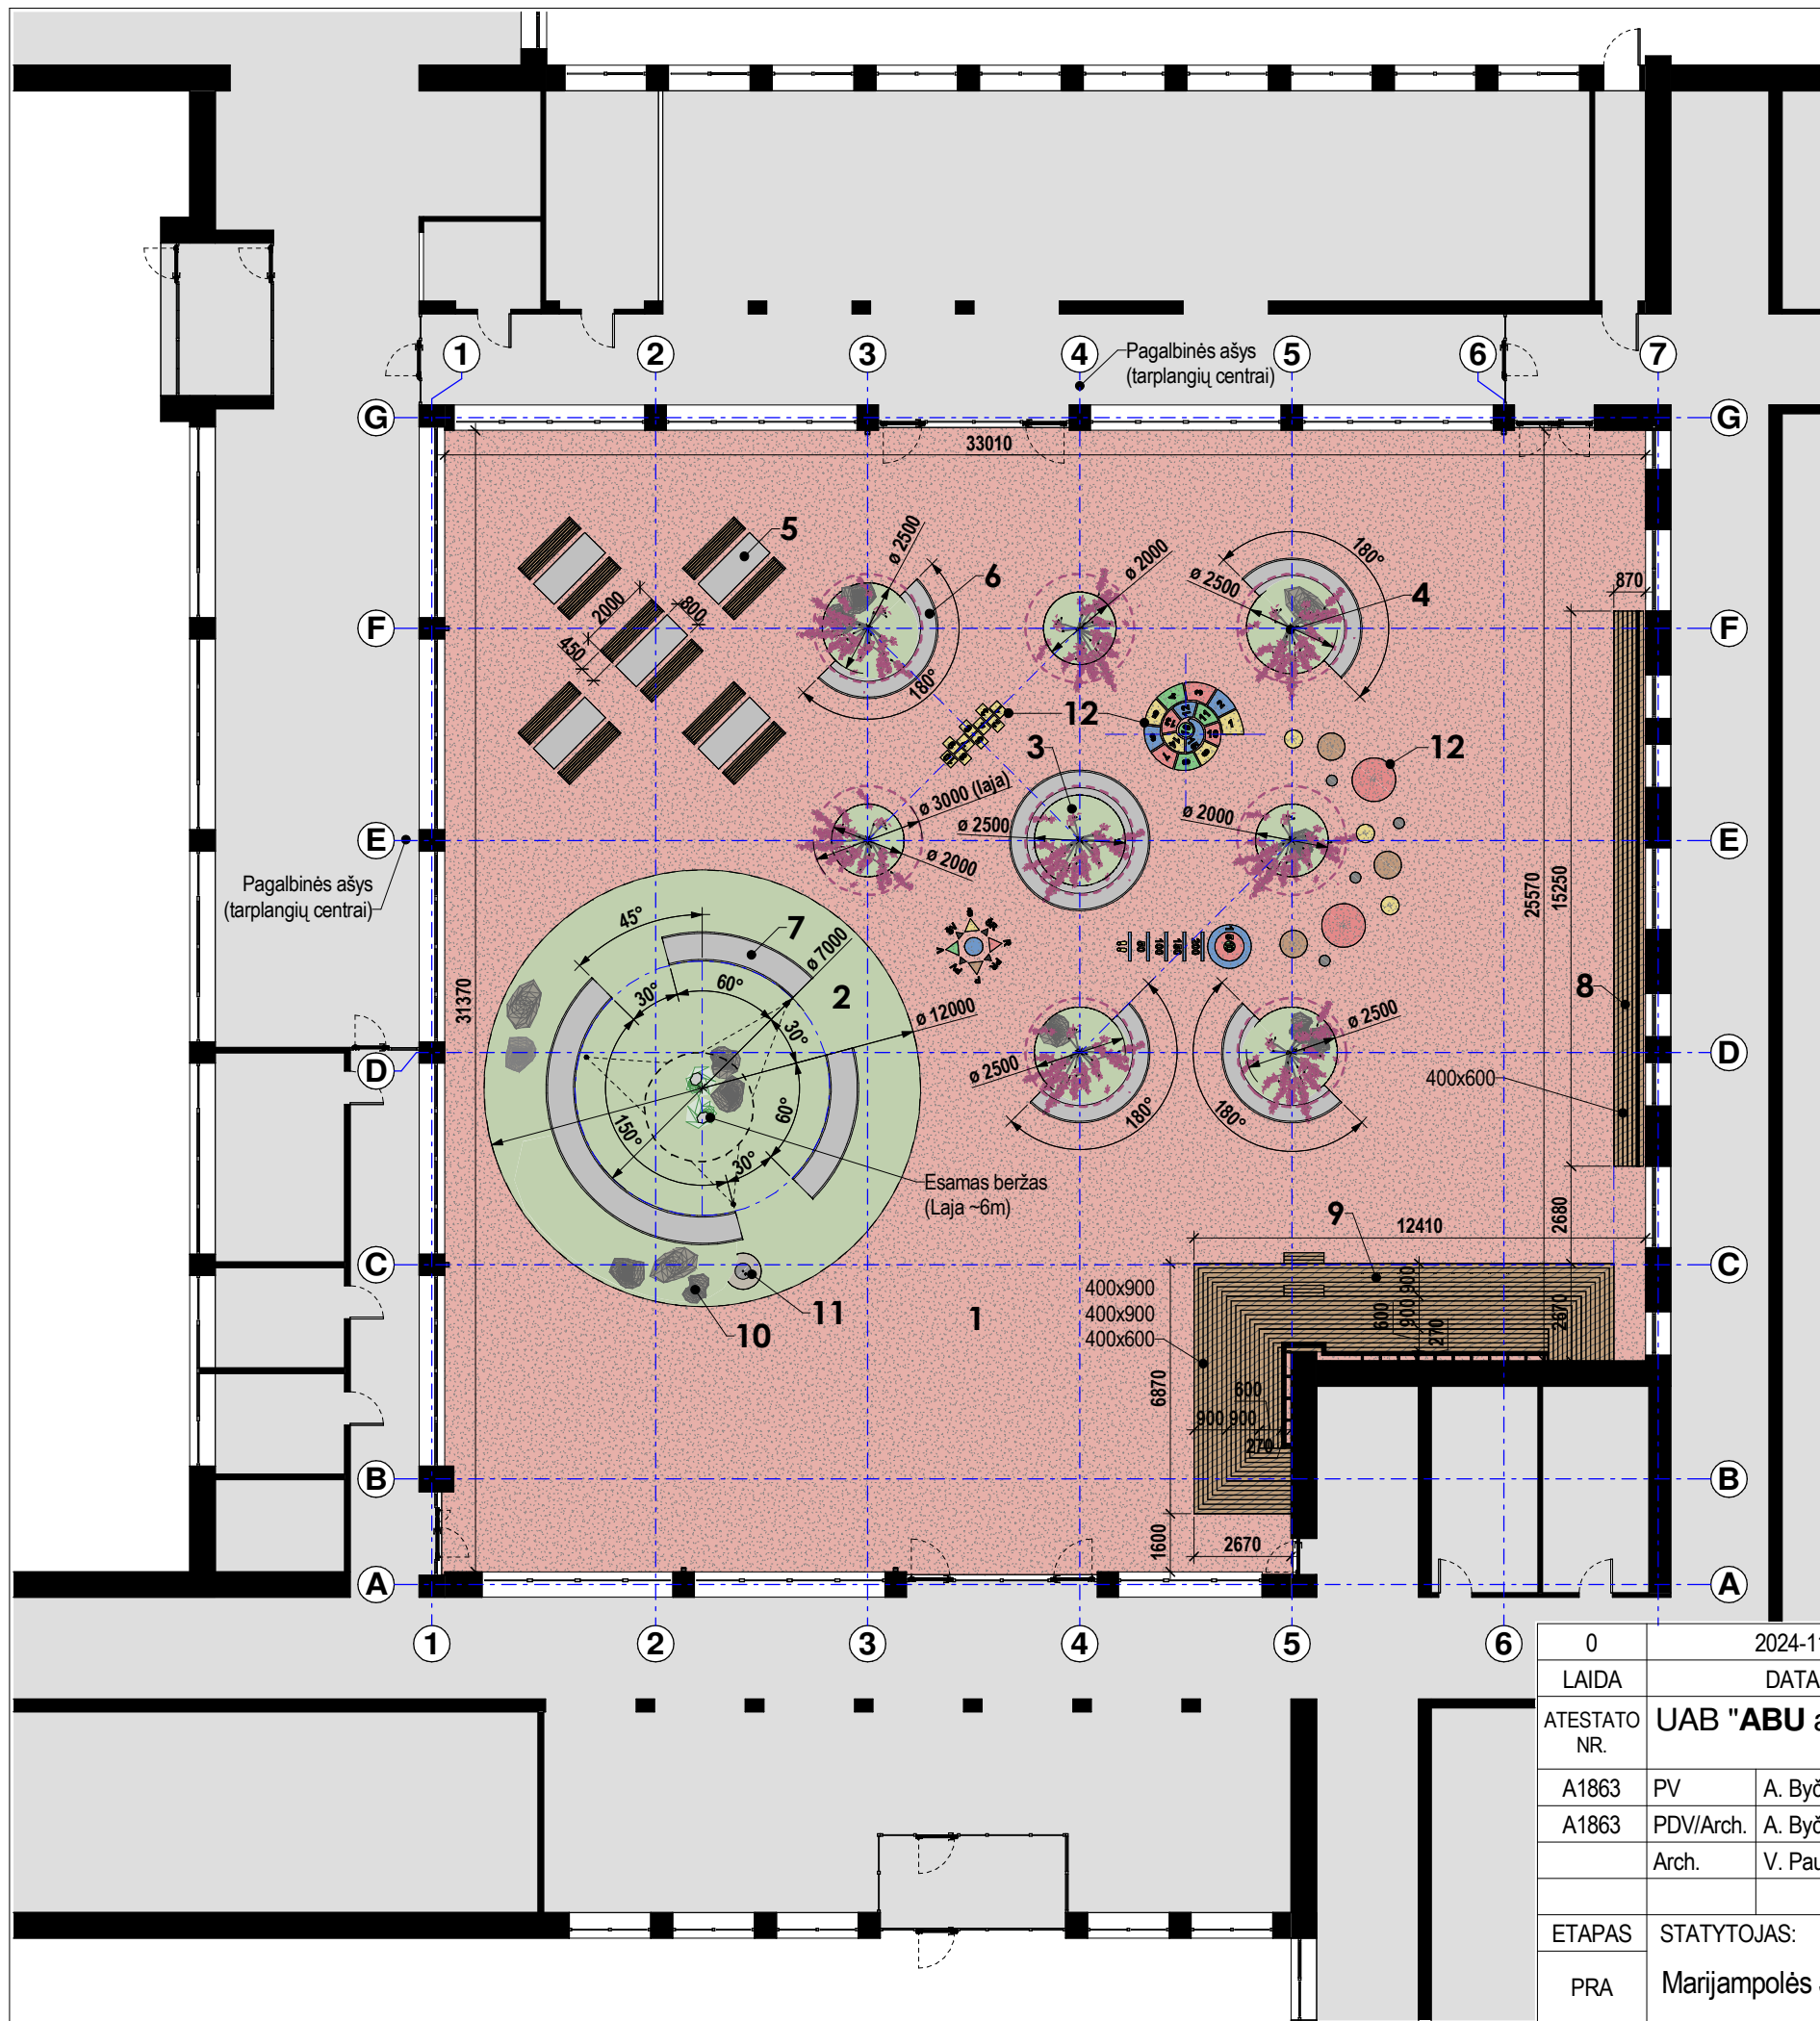 1
2
3
4
5
6
7
Pagalbinės ašys
(tarplangių centrai)
G
G
33010
5
ø 2500
6
ø 2000
180°
ø 2500
4
870
2000
800
450
F
F
180°
12
12
3
ø 3000 (laja)
ø 2500
ø 2000
ø 2000
E
E
Pagalbinės ašys
(tarplangių centrai)
25570
15250
45°
7
ø 7000
2
30°
60°
30°
ø 12000
31370
8
ø 2500
ø 2500
D
D
400x600
150°
60°
30°
180°
180°
Esamas beržas
(Laja ~6m)
9
12410
2680
C
C
400x900
400x900
400x600
900
900
600
270
2670
11
10
1
6870
600
900
900
270
B
B
1600
2670
A
A
1
2
3
4
5
6
0
LAIDA
DATA
ATESTATO
NR.
UAB "ABU
A1863
PV
A1863
PDV/Arch.
Arch.
ETAPAS
STATYTOJAS:
PRA
Marijampolės